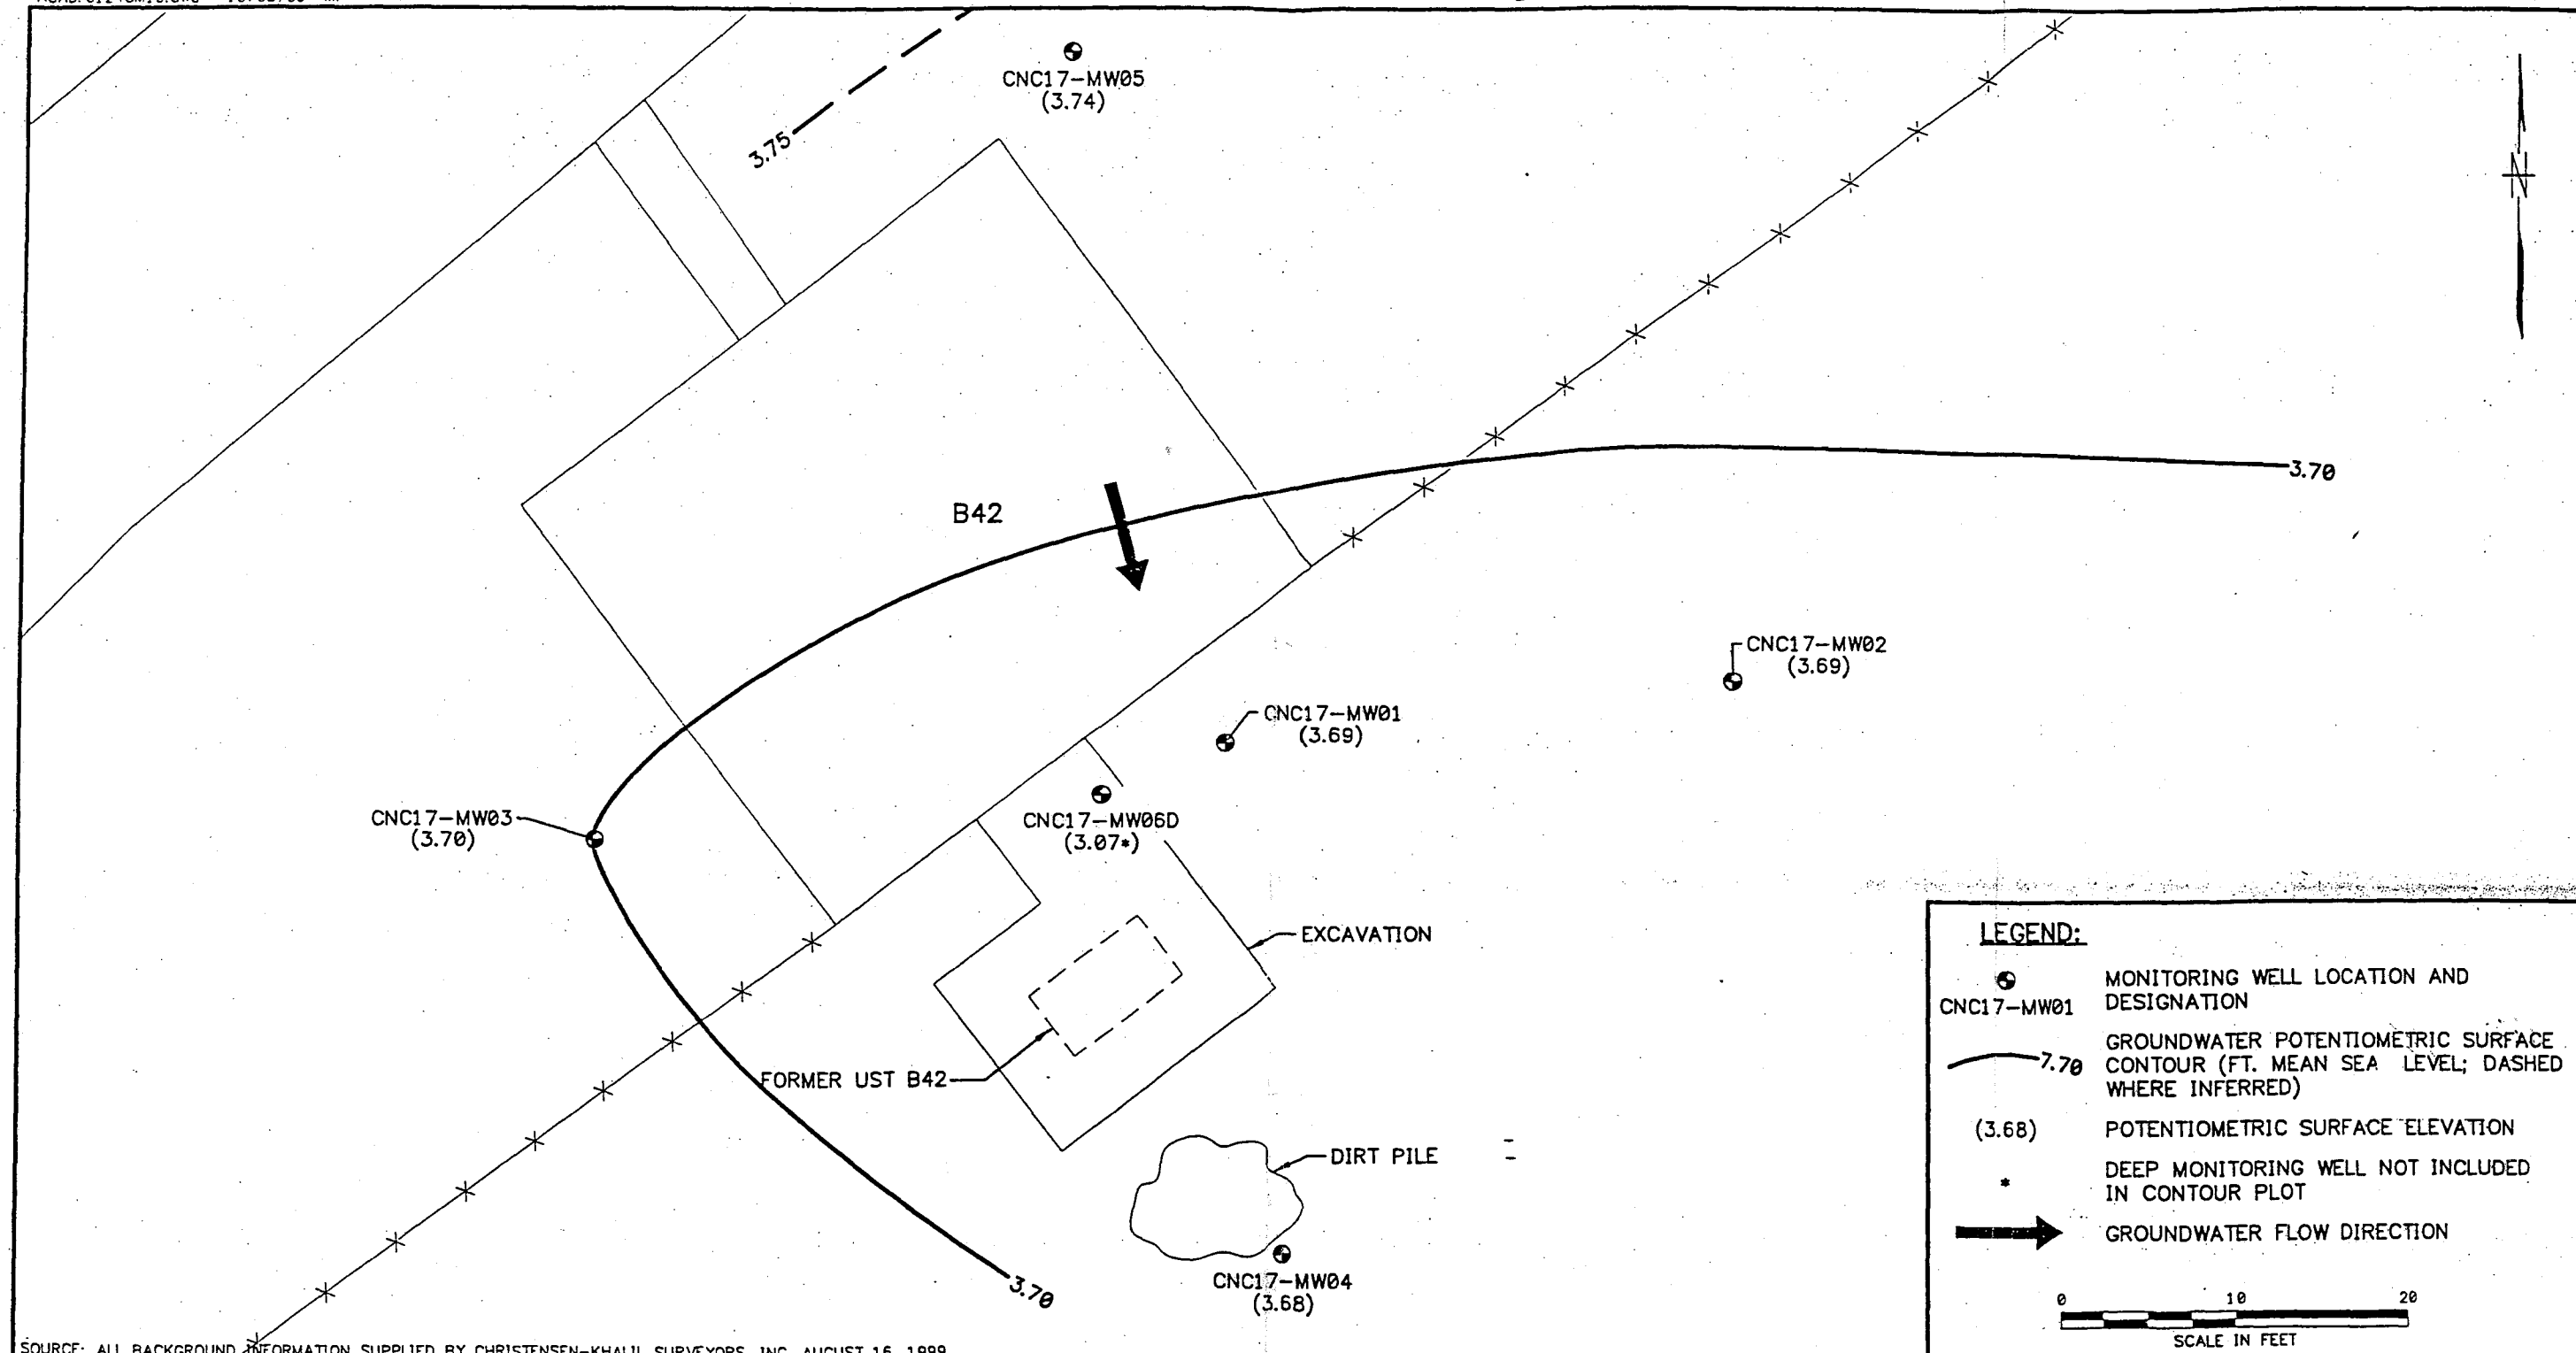 CNC17-MW05
(3.74)
3.75
N
3.70
B42
CNC17-MW02
(3.69)
CNC17-MW01
(3.69)
CNC17-MW03
(3.70)
CNC17-MW06D
(3.07*)
EXCAVATION
FORMER UST B42
DIRT PILE
CNC17-MW04
(3.68)
3.70
LEGEND:
CNC17-MW01
MONITORING WELL LOCATION AND
DESIGNATION
7.70
GROUNDWATER POTENTIOMETRIC SURFACE
CONTOUR (FT. MEAN SEA LEVEL; DASHED
WHERE INFERRED)
(3.68)
POTENTIOMETRIC SURFACE ELEVATION
*
DEEP MONITORING WELL NOT INCLUDED
IN CONTOUR PLOT
GROUNDWATER FLOW DIRECTION
0 10 20
SCALE IN FEET
SOURCE: ALL BACKGROUND INFORMATION SUPPLIED BY CHRISTENSEN-KHALIL SURVEYORS, INC. AUGUST 16, 1999